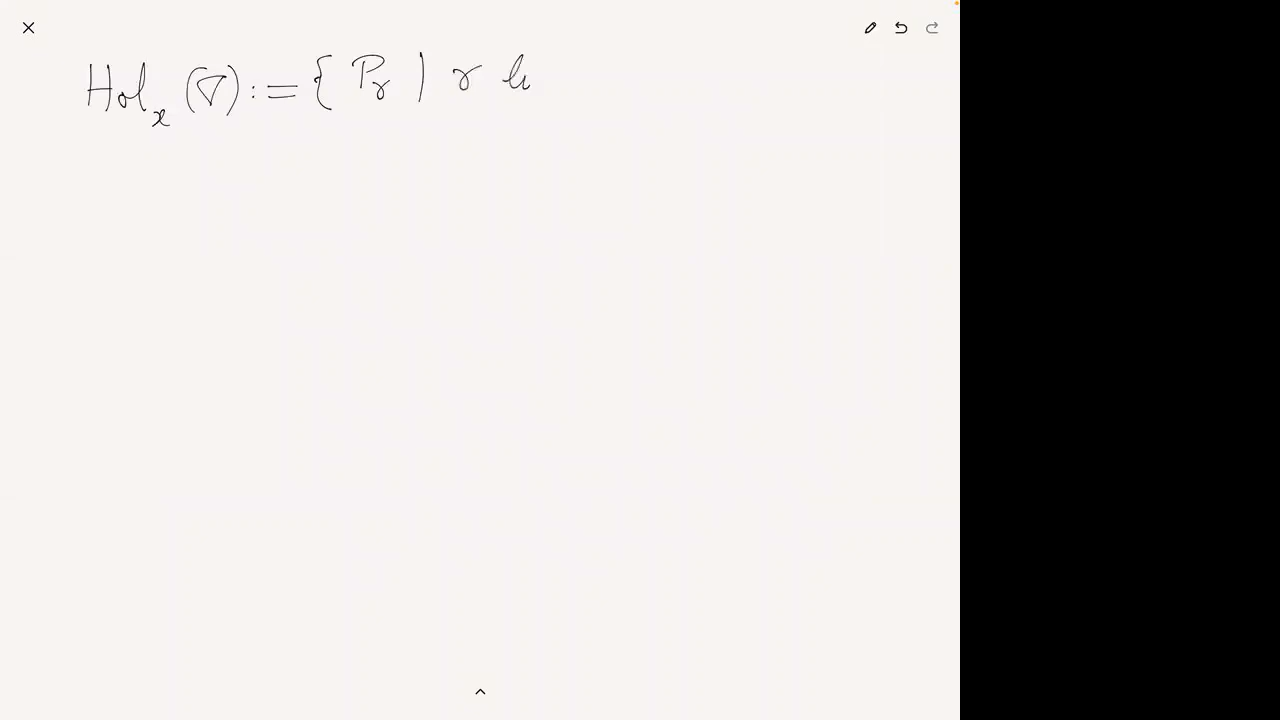 Hol_x (∇) := { P_γ | γ